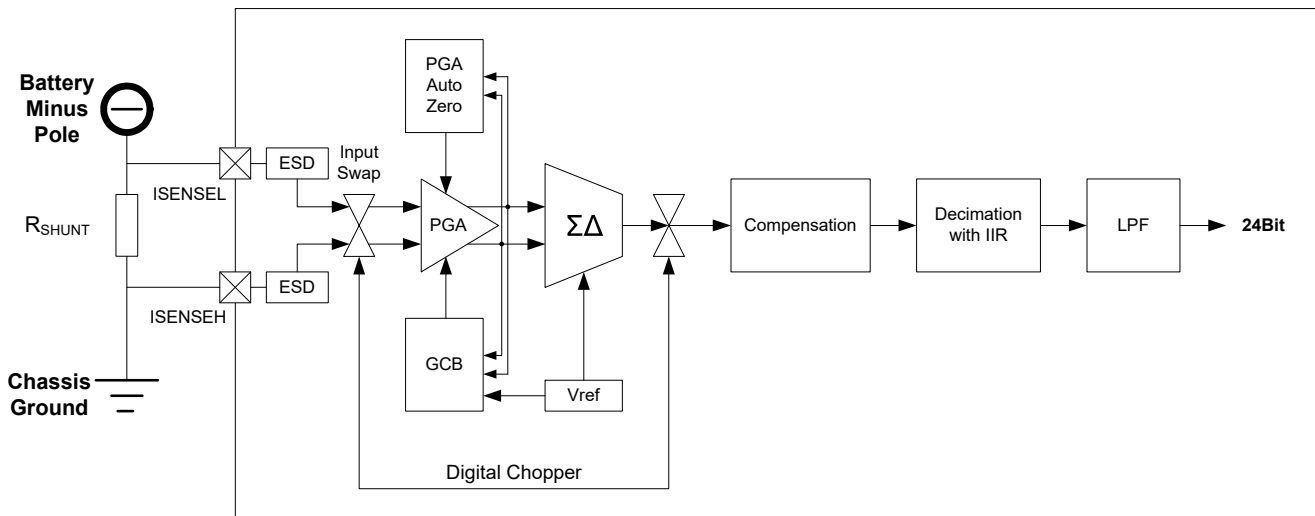 Battery
Minus
Pole
ISENSEL
RSHUNT
ISENSEH
Chassis
Ground
ESD
ESD
Input
Swap
PGA
Auto
Zero
PGA
GCB
ΣΔ
Vref
Digital Chopper
Compensation
Decimation
with IIR
LPF
24Bit